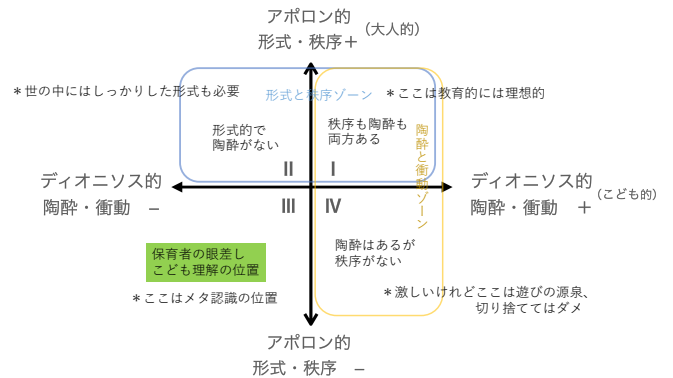 アポロン的
形式・秩序＋
（大人的）
＊世の中にはしっかりした形式も必要
形式と秩序ゾーン
＊ここは教育的には理想的
形式的で
陶酔がない
秩序も陶酔も
両方ある
陶酔と衝動ゾーン
II
I
ディオニソス的
陶酔・衝動　－
ディオニソス的
陶酔・衝動　＋
（こども的）
III
IV
陶酔はあるが
秩序がない
保育者の眼差し
こども理解の位置
＊ここはメタ認識の位置
＊激しいけれどここは遊びの源泉、
切り捨ててはダメ
アポロン的
形式・秩序　－